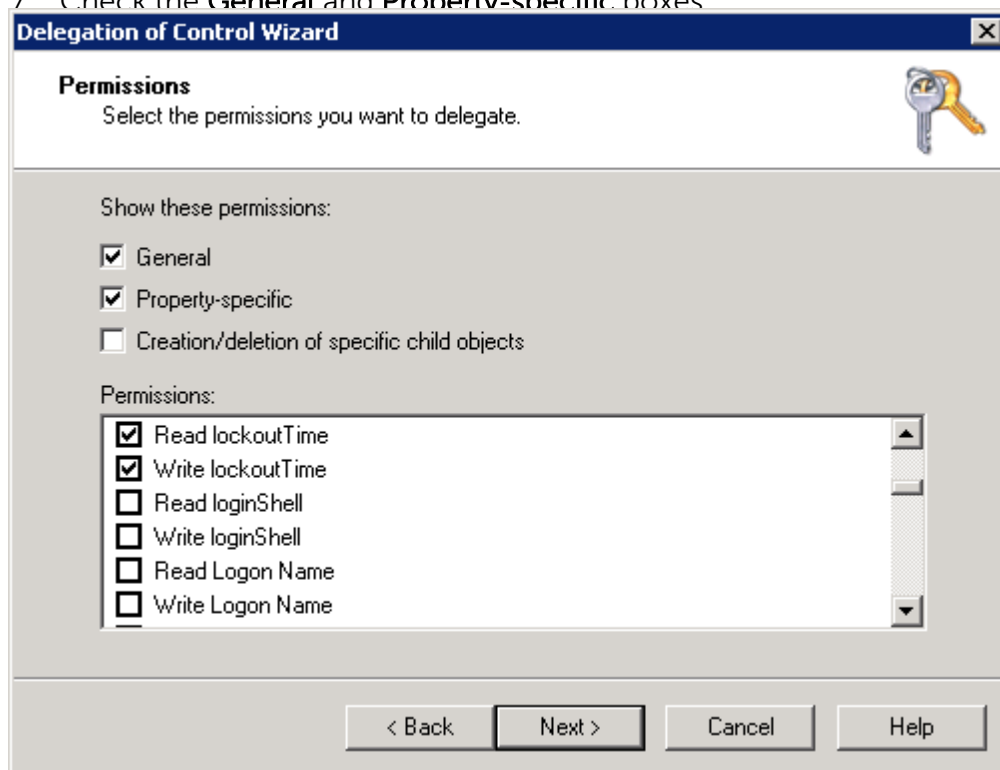 7. Check the General and Property-specific boxes
Delegation of Control Wizard
Permissions
Select the permissions you want to delegate.
Show these permissions:
General
Property-specific
Creation/deletion of specific child objects
Permissions:
Read lockoutTime
Write lockoutTime
Read loginShell
Write loginShell
Read Logon Name
Write Logon Name
< Back
Next >
Cancel
Help